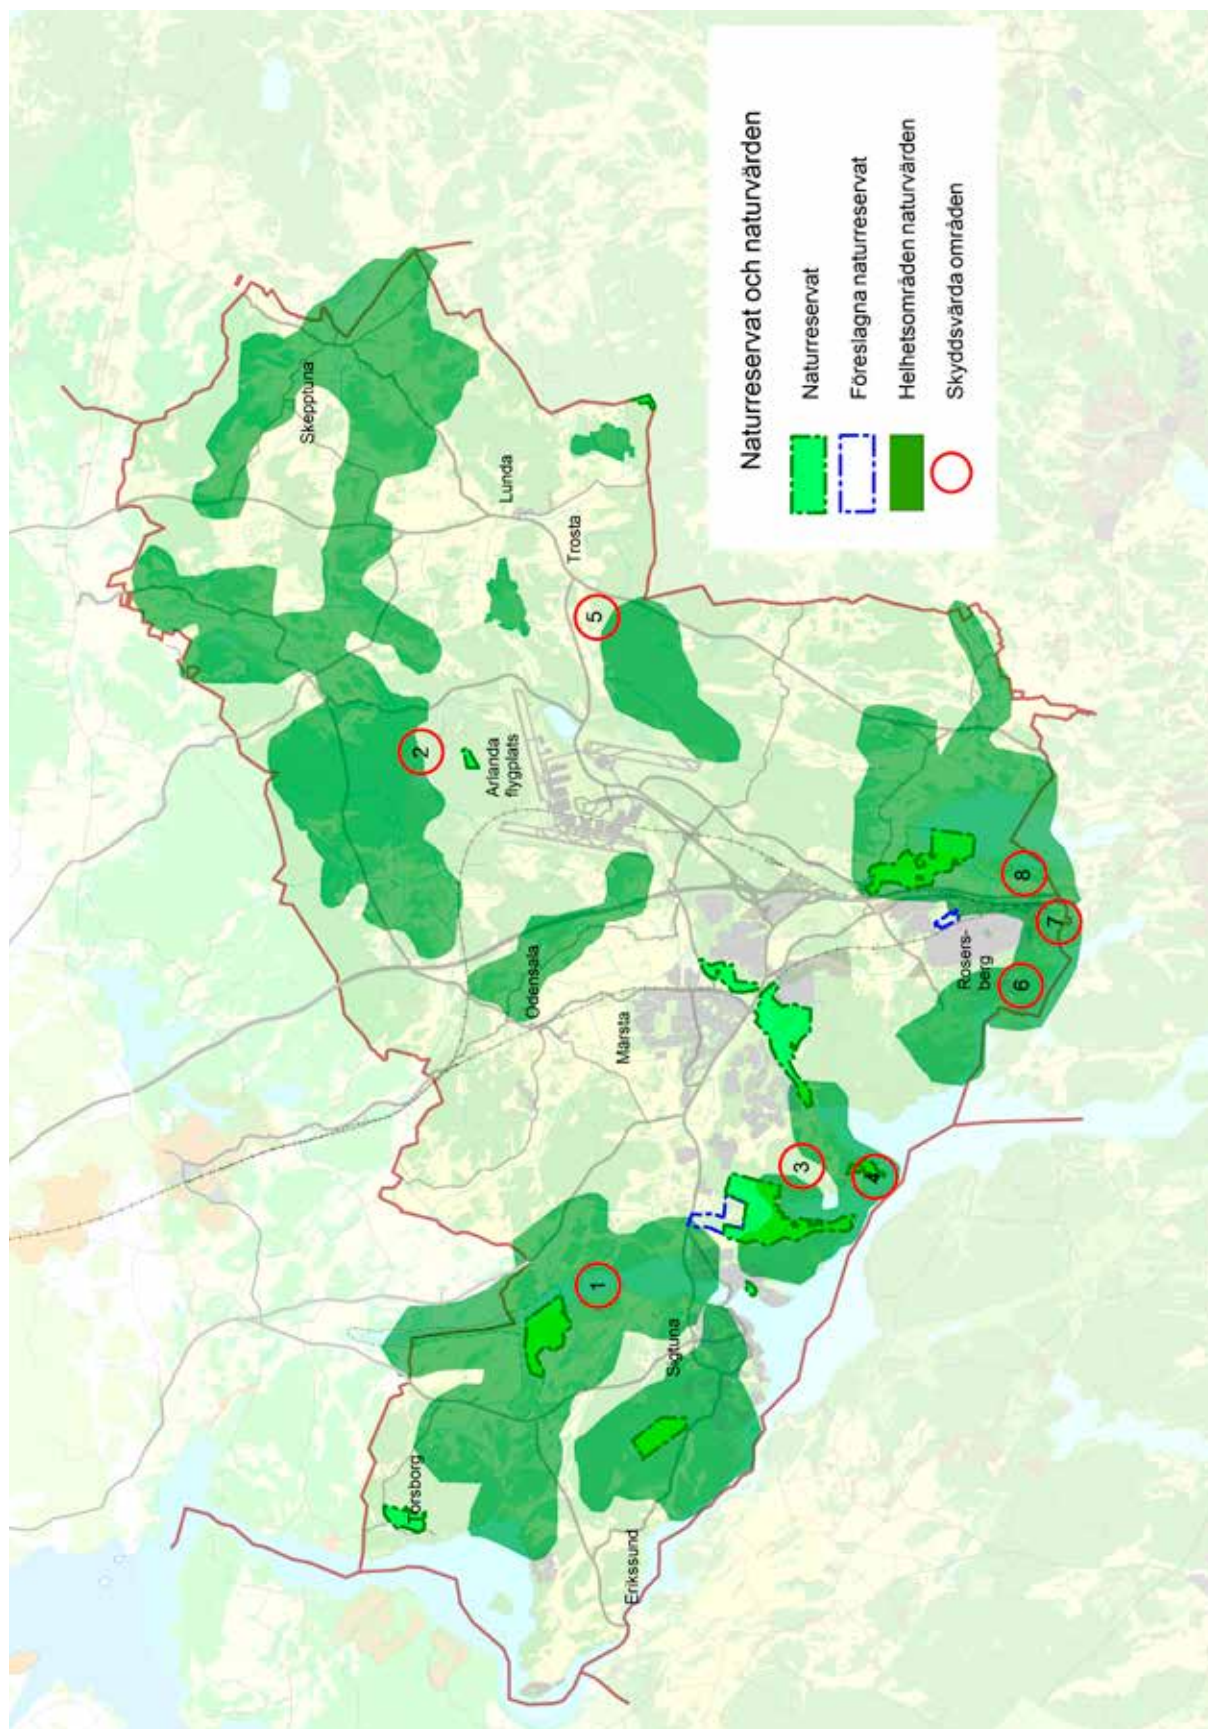 Naturreservat och naturvärden
Naturreservat
Föreslagna naturreservat
Helhetsområden naturvärden
Skyddsvärda områden
Skepptuna
Lunda
Trosta
5
2
Arlanda
flygplats
Odensala
Märsta
8
7
6
Rosers-
berg
3
4
1
Sigtuna
Torsborg
Erikssund